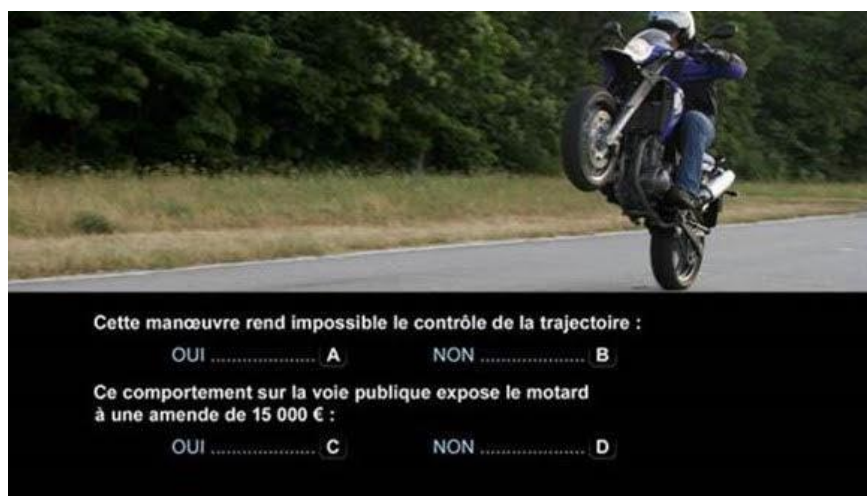 Cette manœuvre rend impossible le contrôle de la trajectoire :
OUI .................... A NON .................... B
Ce comportement sur la voie publique expose le motard
à une amende de 15 000 € :
OUI .................... C NON .................... D